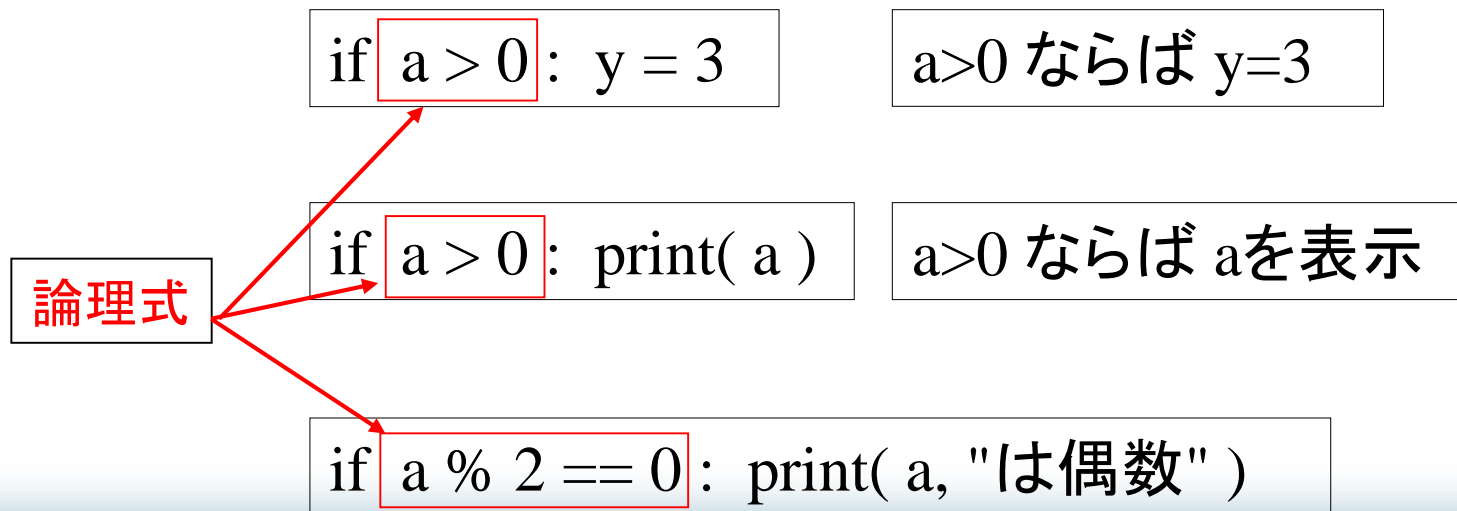 if a > 0 : y = 3
a>0 ならば y=3
if a > 0 : print( a )
a>0 ならば aを表示
論理式
if a % 2 == 0 : print( a, "は偶数" )